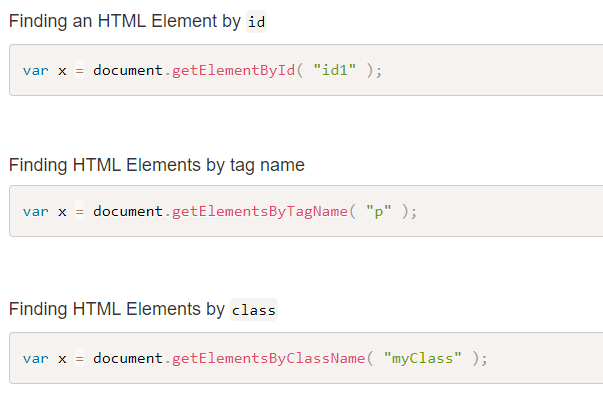 Finding an HTML Element by id
var x = document.getElementById( "id1" );
Finding HTML Elements by tag name
var x = document.getElementsByTagName( "p" );
Finding HTML Elements by class
var x = document.getElementsByClassName( "myClass" );